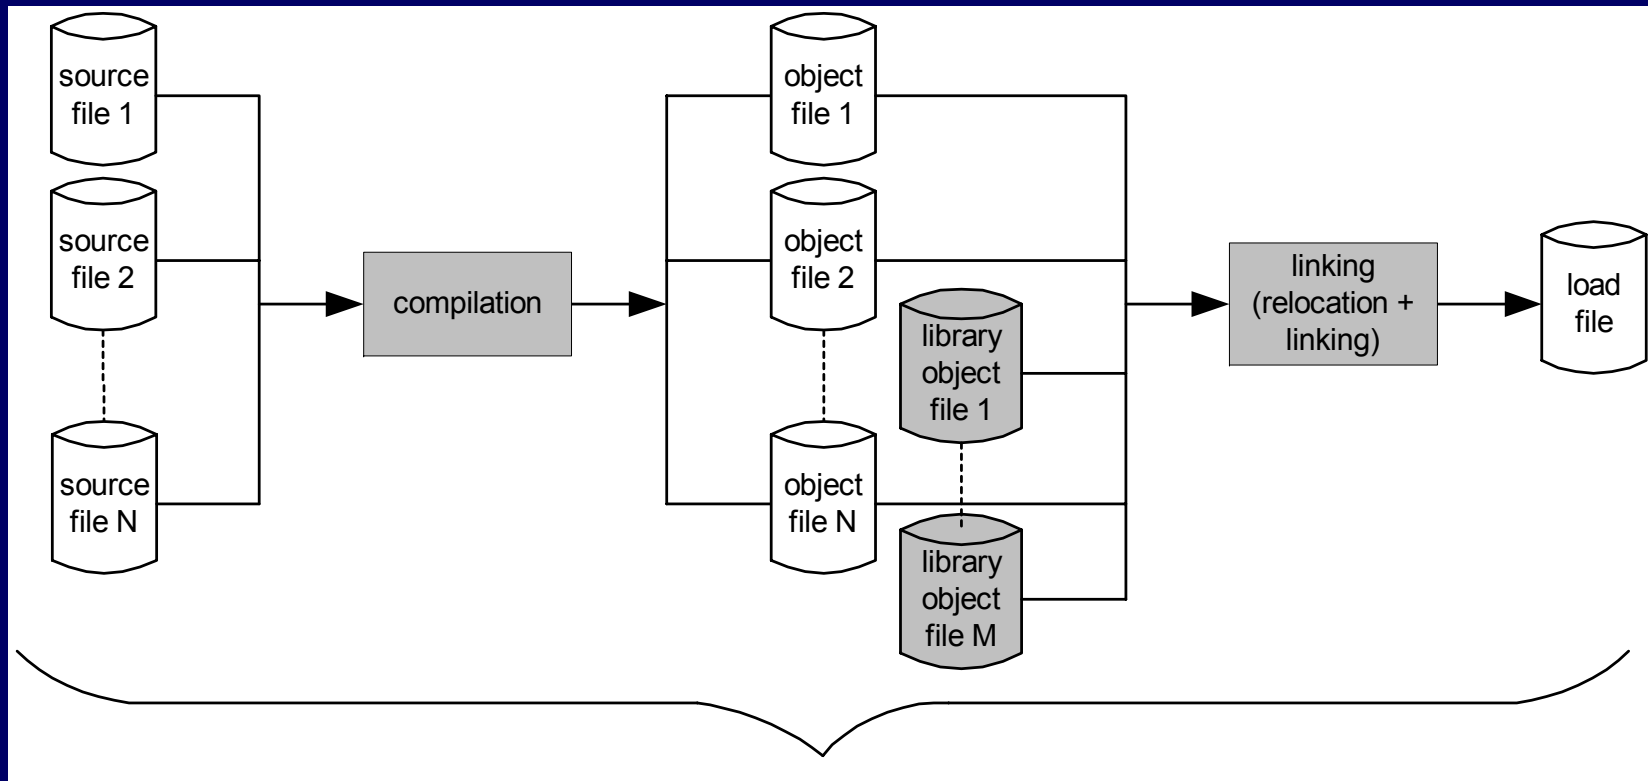 source
file 1
source
file 2
source
file N
compilation
object
file 1
object
file 2
object
file N
library
object
file 1
library
object
file M
linking
(relocation +
linking)
load
file